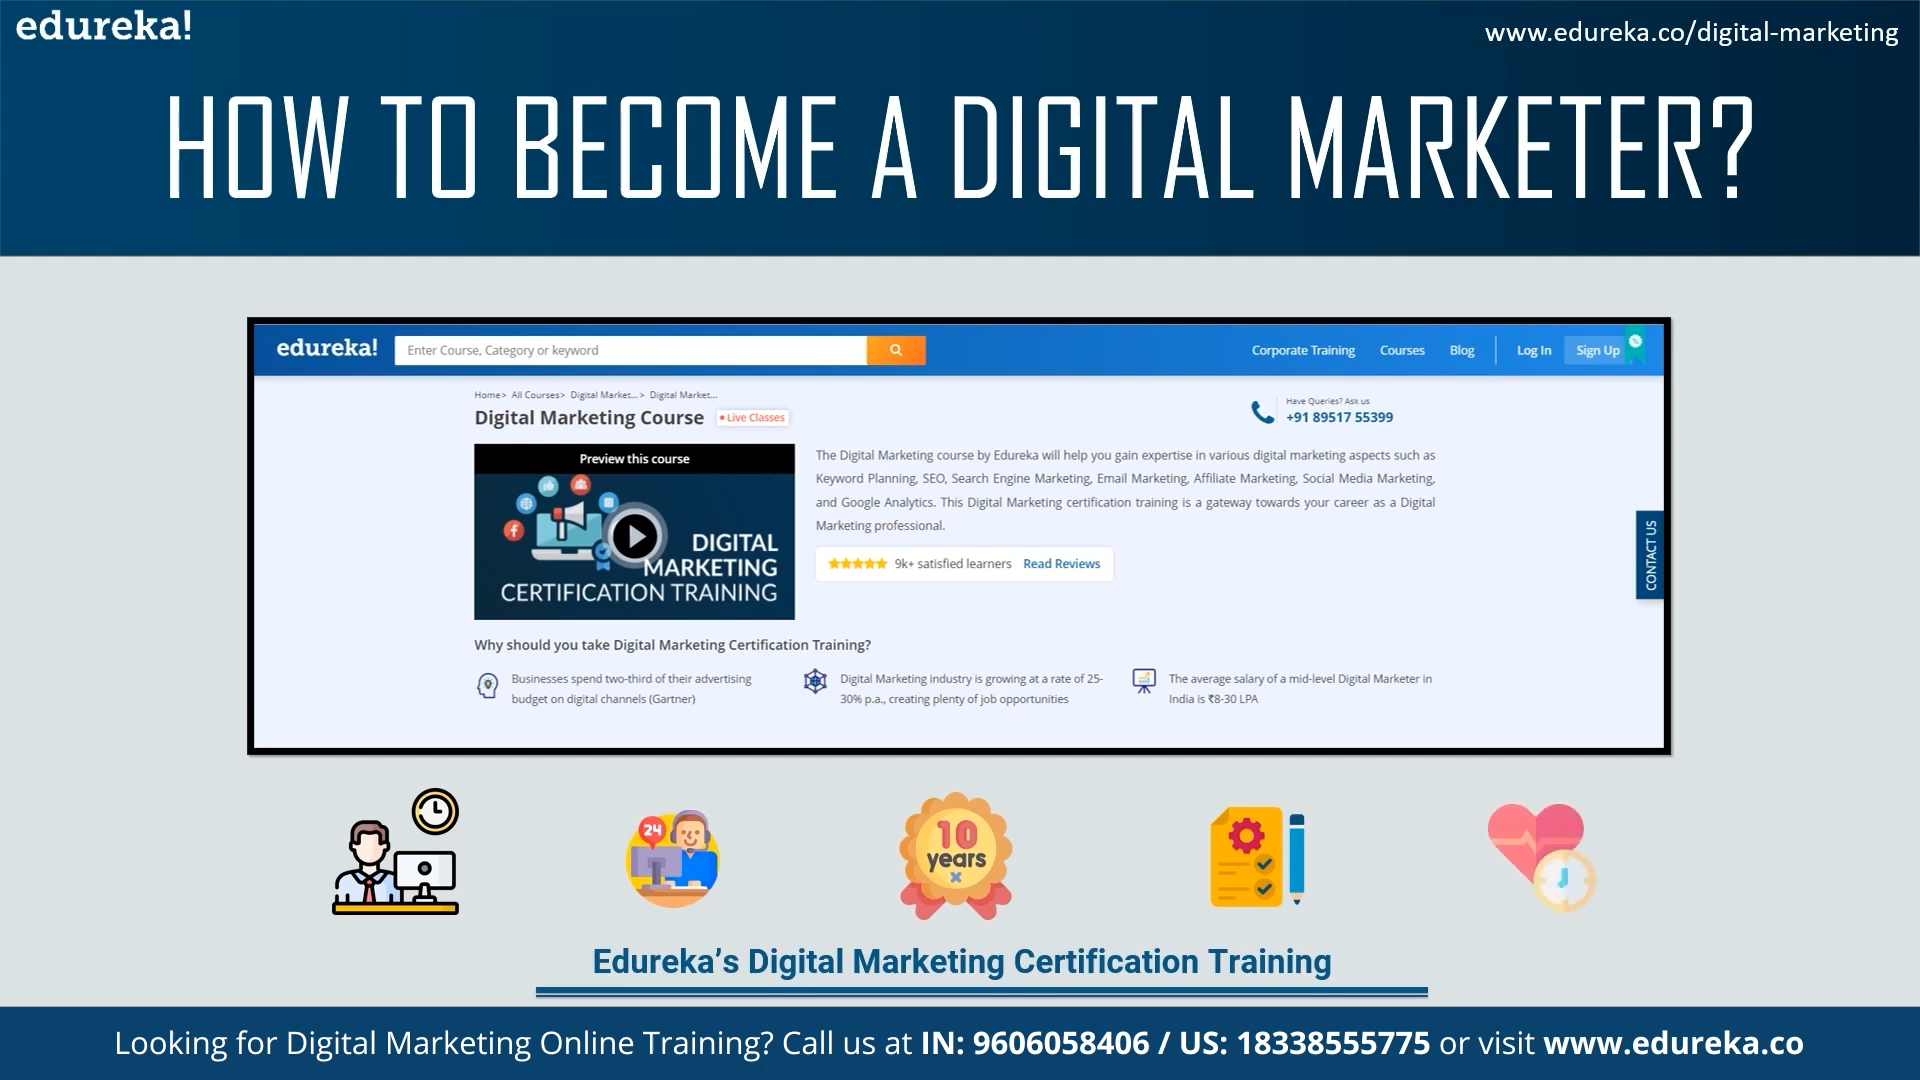 edureka!
www.edureka.co/digital-marketing
HOW TO BECOME A DIGITAL MARKETER?
edureka!
Enter Course, Category or keyword
Corporate Training
Courses
Blog
Log In
Sign Up
Home> All Courses> Digital Market...> Digital Market...
Digital Marketing Course
• Live Classes
Have Queries? Ask us
+91 89517 55399
Preview this course
DIGITAL
MARKETING
CERTIFICATION TRAINING
The Digital Marketing course by Edureka will help you gain expertise in various digital marketing aspects such as
Keyword Planning, SEO, Search Engine Marketing, Email Marketing, Affiliate Marketing, Social Media Marketing,
and Google Analytics. This Digital Marketing certification training is a gateway towards your career as a Digital
Marketing professional.
9k+ satisfied learners Read Reviews
CONTACT US
Why should you take Digital Marketing Certification Training?
Businesses spend two-third of their advertising
budget on digital channels (Gartner)
Digital Marketing industry is growing at a rate of 25-
30% p.a., creating plenty of job opportunities
The average salary of a mid-level Digital Marketer in
India is ₹8-30 LPA
24
10
years
Edureka’s Digital Marketing Certification Training
Looking for Digital Marketing Online Training? Call us at IN: 9606058406 / US: 18338555775 or visit www.edureka.co